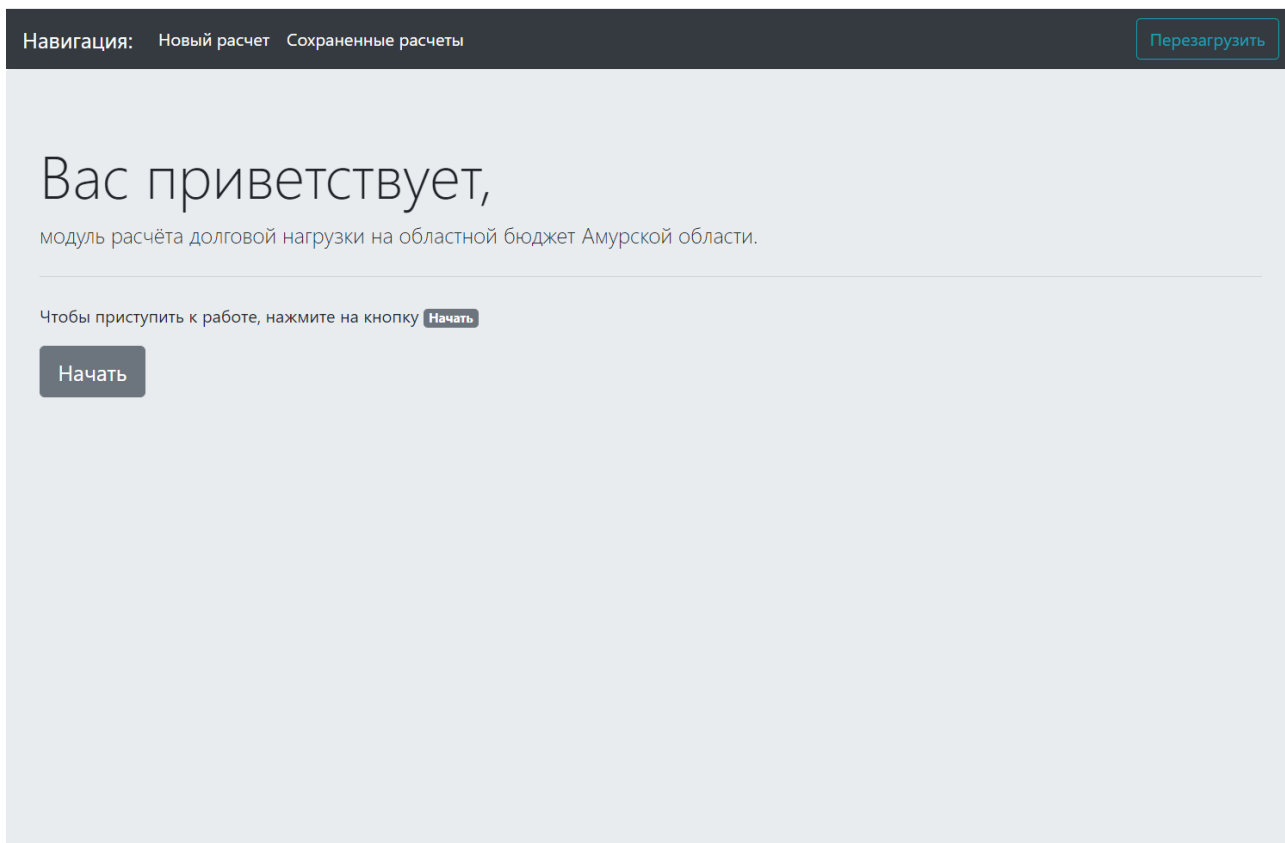 Навигация: Новый расчет Сохраненные расчеты Перезагрузить
Вас приветствует,
модуль расчёта долговой нагрузки на областной бюджет Амурской области.
Чтобы приступить к работе, нажмите на кнопку Начать
Начать